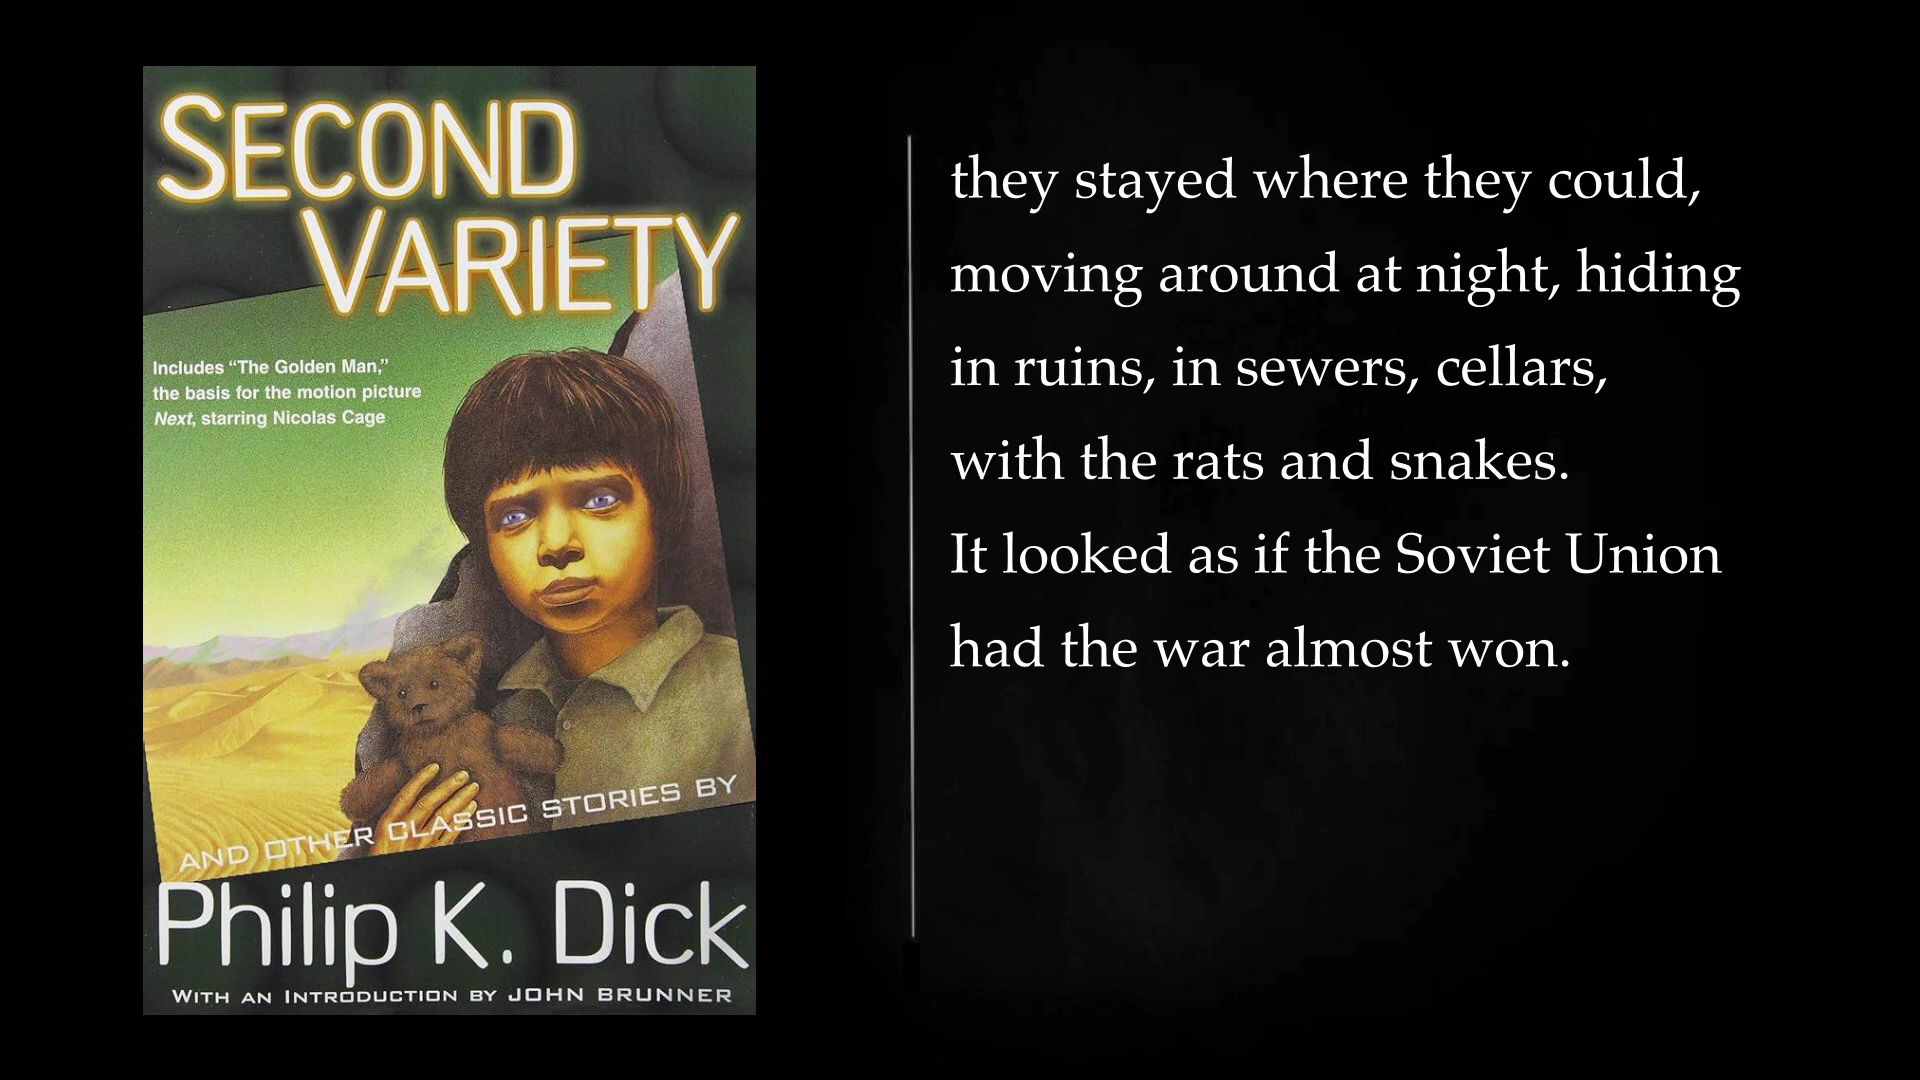 SECOND
VARIETY
Includes “The Golden Man,”
the basis for the motion picture
Next, starring Nicolas Cage
AND OTHER CLASSIC STORIES BY
Philip K. Dick
WITH AN INTRODUCTION BY JOHN BRUNNER
they stayed where they could,
moving around at night, hiding
in ruins, in sewers, cellars,
with the rats and snakes.
It looked as if the Soviet Union
had the war almost won.